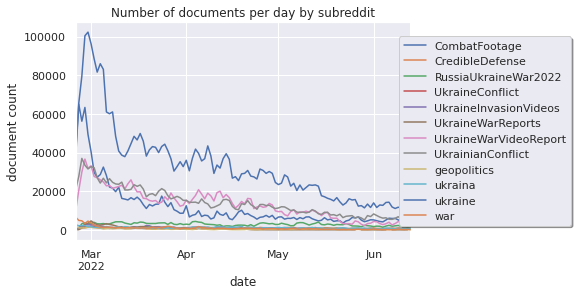 Number of documents per day by subreddit
100000
80000
60000
40000
20000
0
document count
Mar
2022
Apr
May
Jun
date
CombatFootage
CredibleDefense
RussiaUkraineWar2022
UkraineConflict
UkraineInvasionVideos
UkraineWarReports
UkraineWarVideoReport
UkrainianConflict
geopolitics
ukraina
ukraine
war